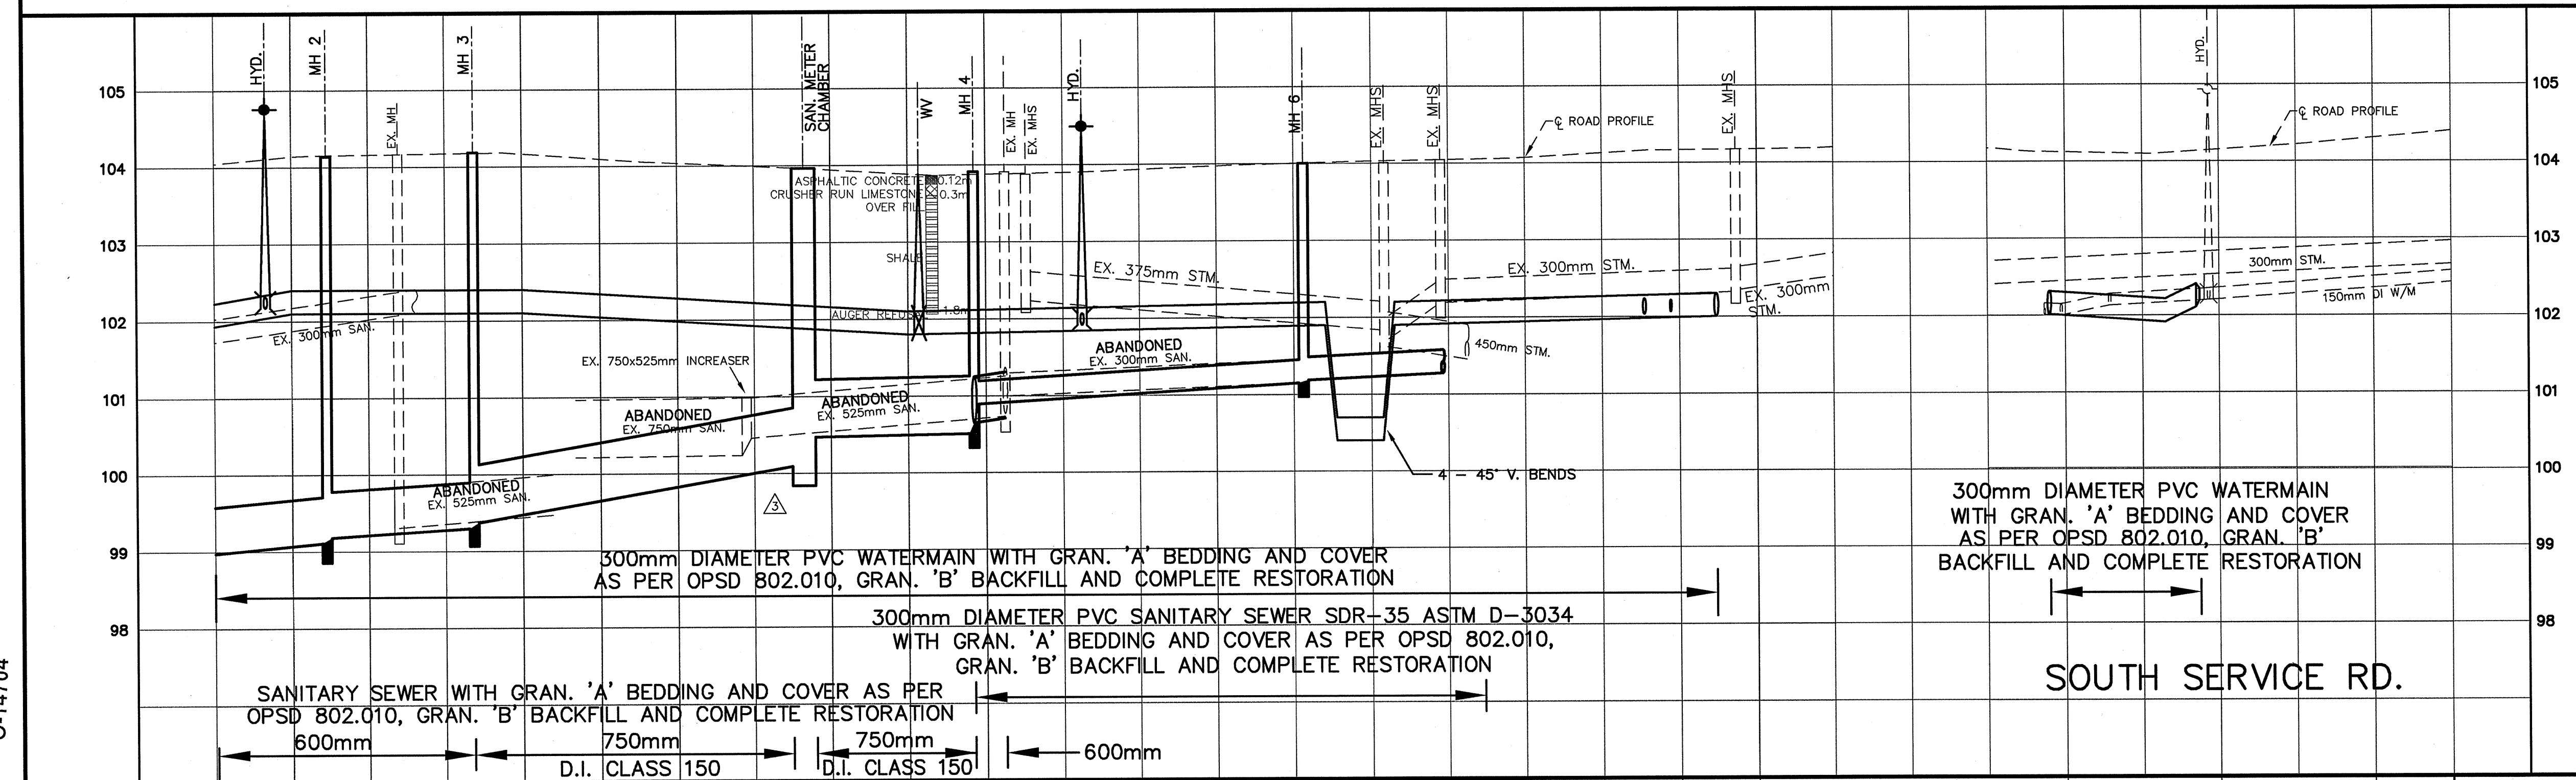 HYD.
MH 2
EX. MH
MH 3
SAN. METER
CHAMBER
WV
MH 4
EX. MH
EX. MHS
HYD.
MH 6
EX. MHS
EX. MHS
EX. MHS
HYD.
105
104
103
102
101
100
99
98
105
104
103
102
101
100
99
98
℄ ROAD PROFILE
℄ ROAD PROFILE
ASPHALTIC CONCRETE 0.12m
CRUSHER RUN LIMESTONE 0.3m
OVER FILL
SHALE
AUGER REFUSAL 1.8m
EX. 300mm SAN.
EX. 375mm STM.
EX. 300mm STM.
EX. 300mm
STM.
450mm STM.
300mm STM.
150mm DI W/M
EX. 750x525mm INCREASER
ABANDONED
EX. 300mm SAN.
ABANDONED
EX. 525mm SAN.
ABANDONED
EX. 750mm SAN.
ABANDONED
EX. 525mm SAN.
3
4 - 45° V. BENDS
300mm DIAMETER PVC WATERMAIN WITH GRAN. 'A' BEDDING AND COVER
AS PER OPSD 802.010, GRAN. 'B' BACKFILL AND COMPLETE RESTORATION
300mm DIAMETER PVC SANITARY SEWER SDR-35 ASTM D-3034
WITH GRAN. 'A' BEDDING AND COVER AS PER OPSD 802.010,
GRAN. 'B' BACKFILL AND COMPLETE RESTORATION
SANITARY SEWER WITH GRAN. 'A' BEDDING AND COVER AS PER
OPSD 802.010, GRAN. 'B' BACKFILL AND COMPLETE RESTORATION
600mm
750mm
D.I. CLASS 150
750mm
D.I. CLASS 150
600mm
300mm DIAMETER PVC WATERMAIN
WITH GRAN. 'A' BEDDING AND COVER
AS PER OPSD 802.010, GRAN. 'B'
BACKFILL AND COMPLETE RESTORATION
SOUTH SERVICE RD.